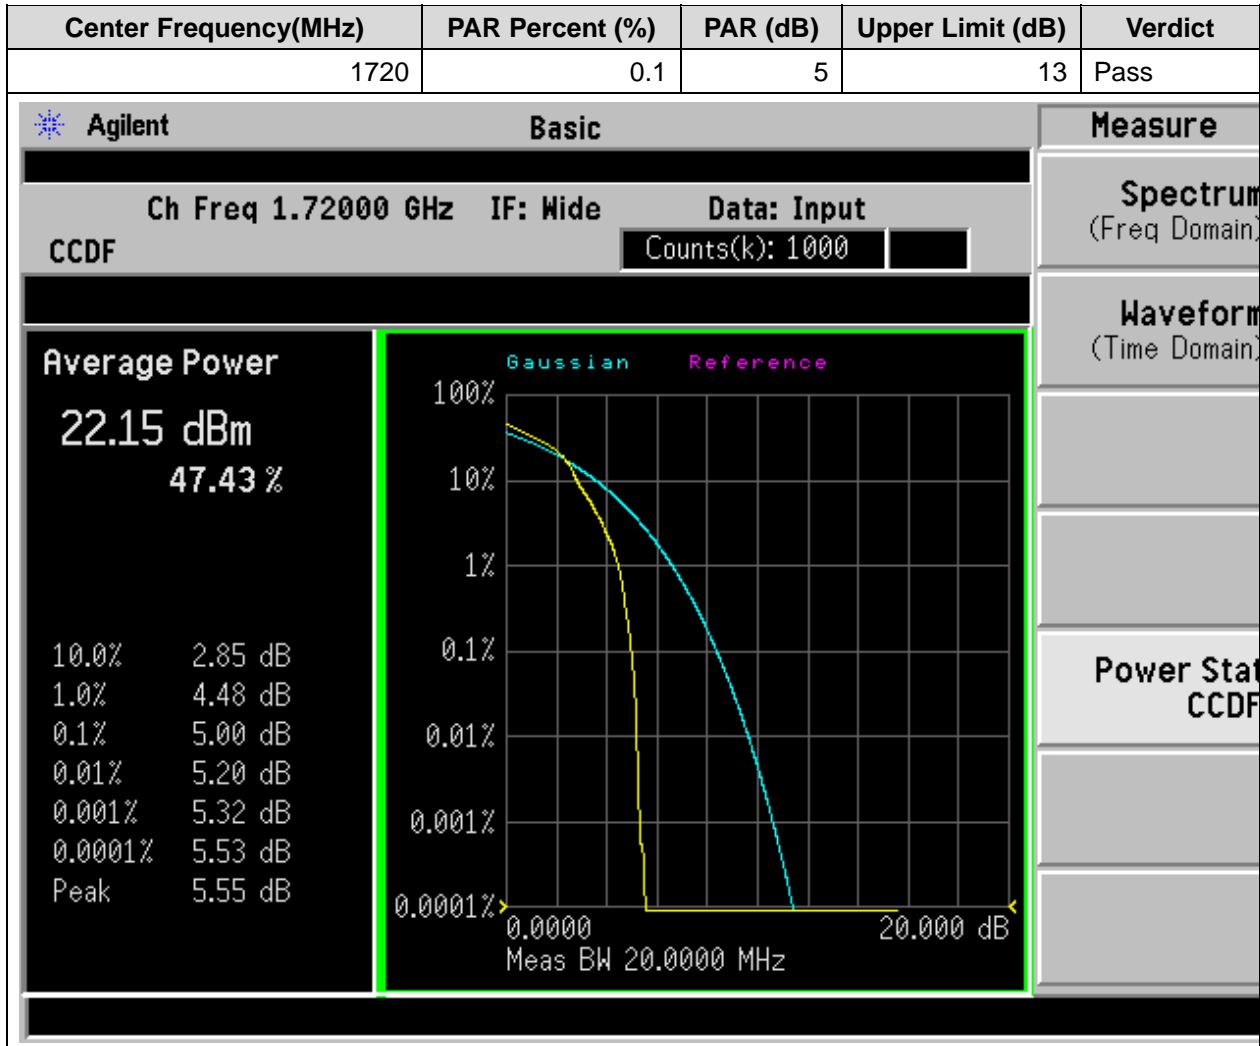 Center Frequency(MHz) PAR Percent (%) PAR (dB) Upper Limit (dB) Verdict
1720 0.1 5 13 Pass
Agilent Basic Measure
Ch Freq 1.72000 GHz IF: Wide Data: Input
CCDF Counts(k): 1000
Spectrum
(Freq Domain)
Waveform
(Time Domain)
Power Stat
CCDF
Average Power
22.15 dBm
47.43 %
10.0% 2.85 dB
1.0% 4.48 dB
0.1% 5.00 dB
0.01% 5.20 dB
0.001% 5.32 dB
0.0001% 5.53 dB
Peak 5.55 dB
Gaussian Reference
100%
10%
1%
0.1%
0.01%
0.001%
0.0001%
0.0000 20.000 dB
Meas BW 20.0000 MHz